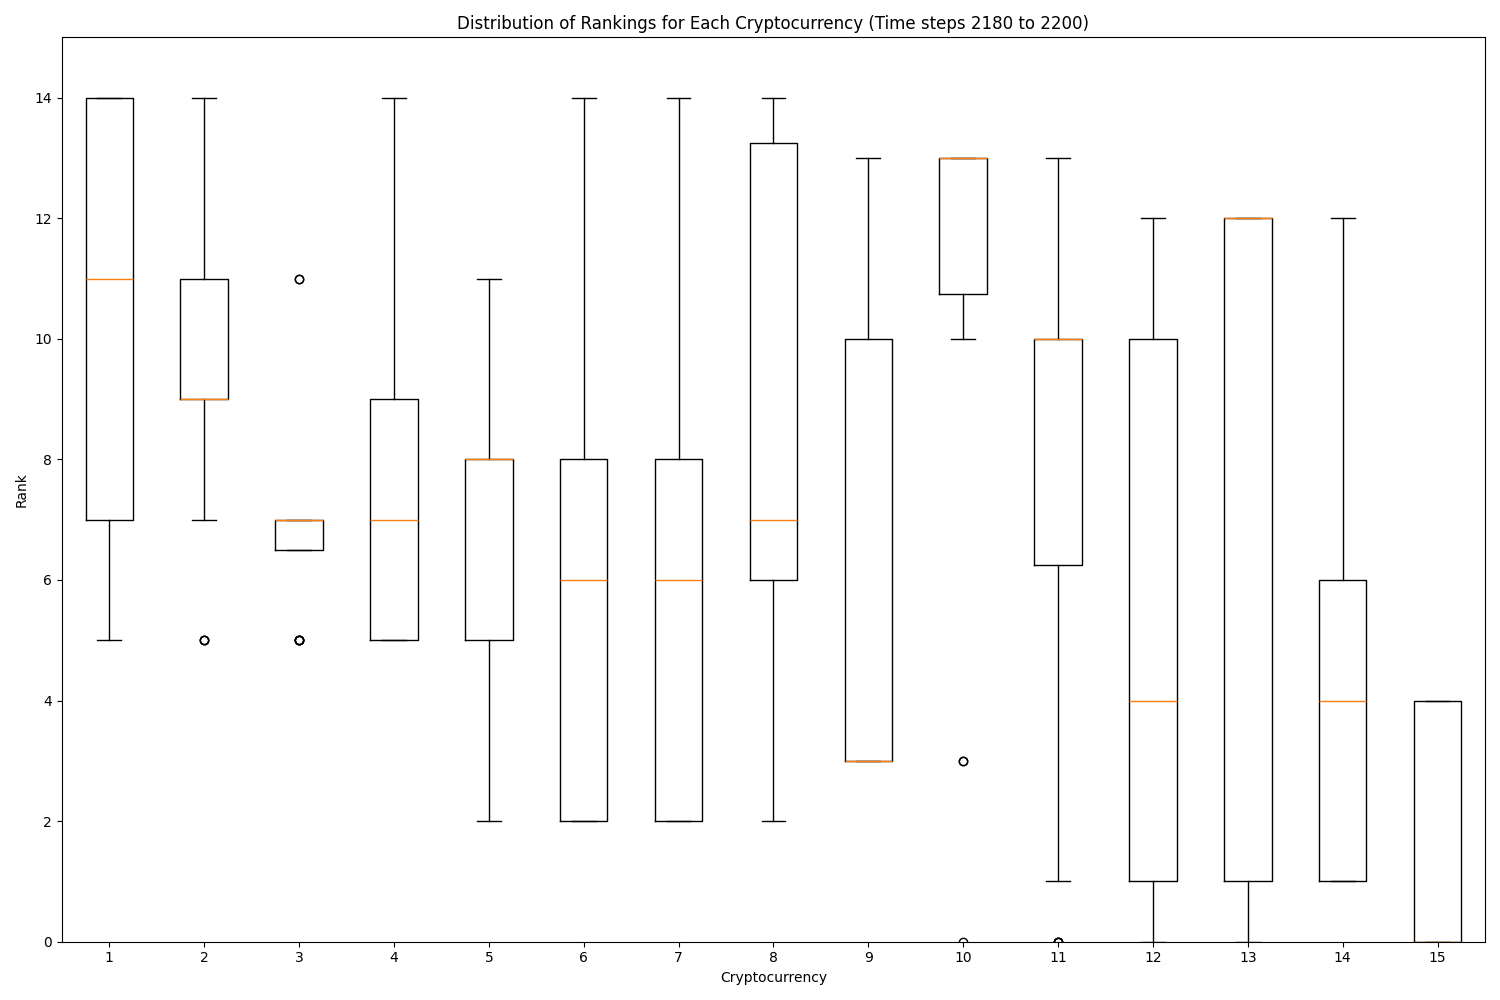 Distribution of Rankings for Each Cryptocurrency (Time steps 2180 to 2200)
Rank
14
12
10
8
6
4
2
0
1 2 3 4 5 6 7 8 9 10 11 12 13 14 15
Cryptocurrency